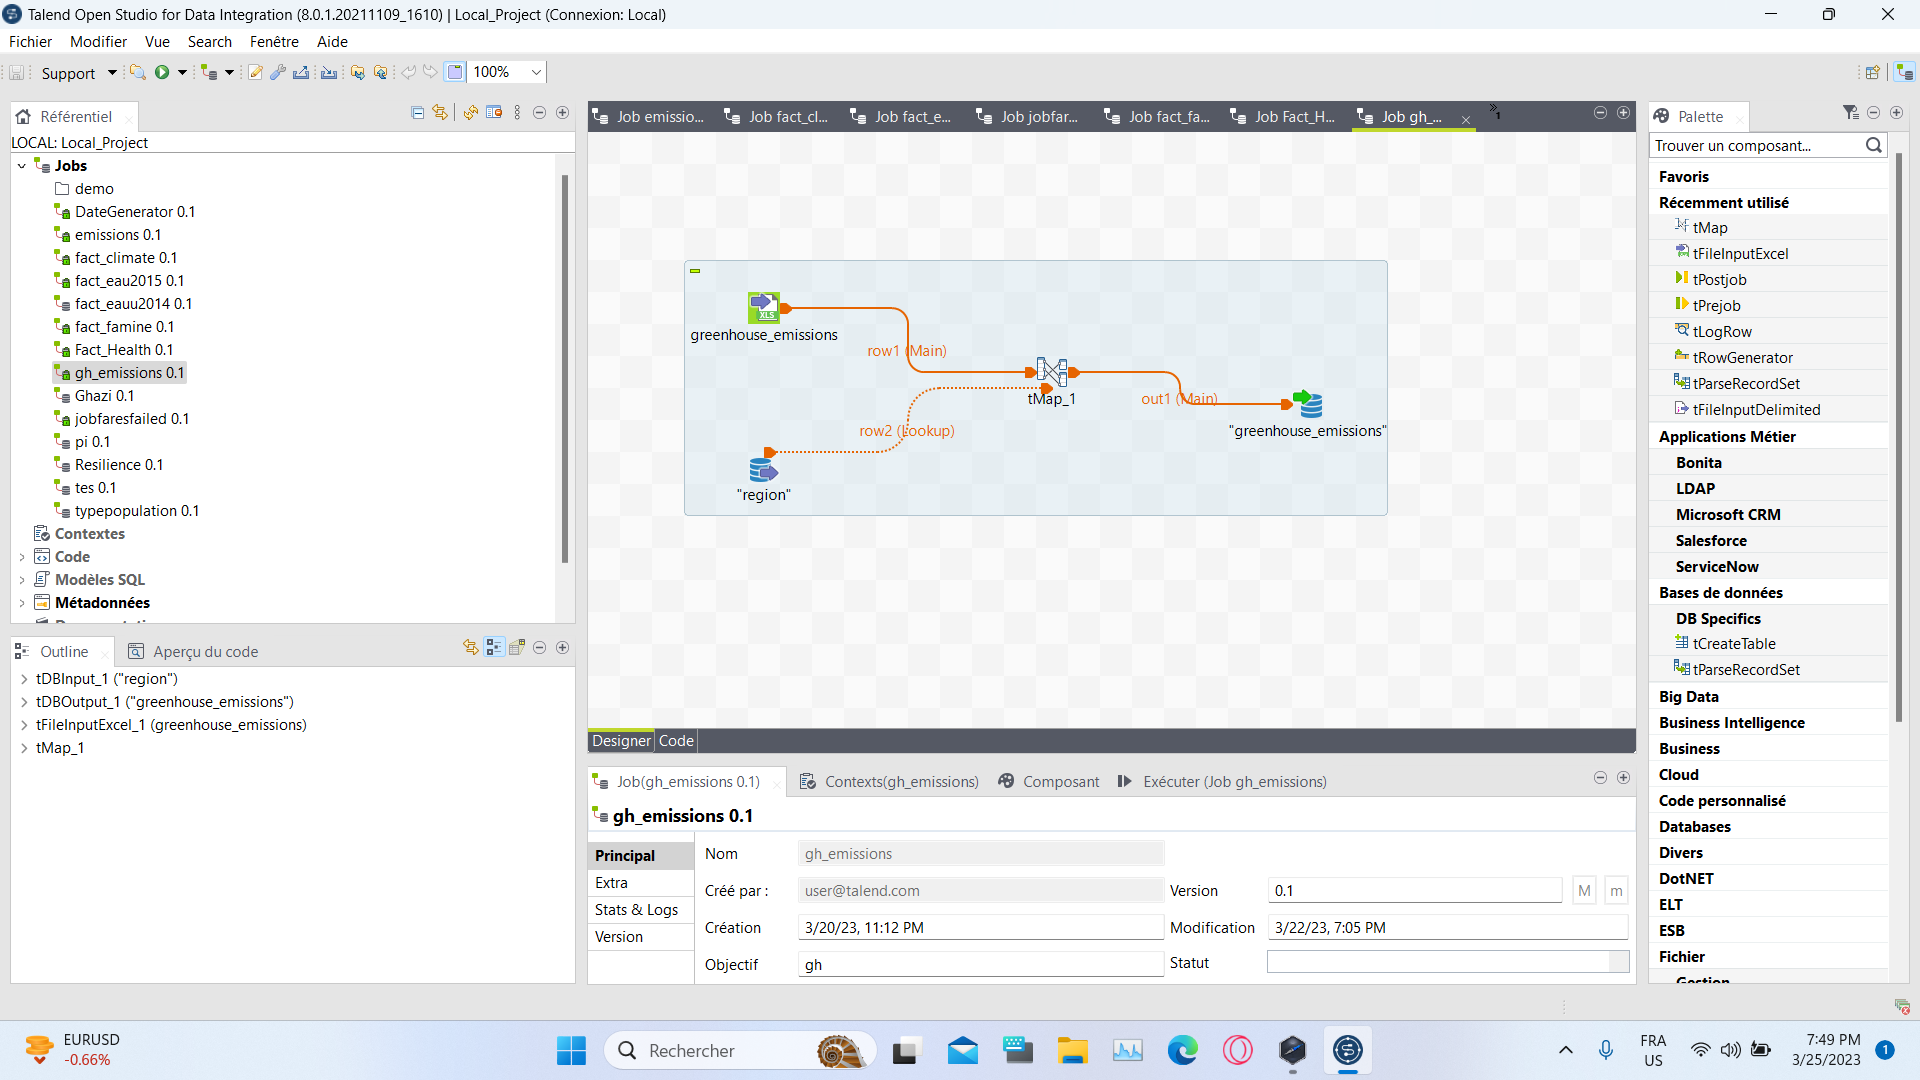 Talend Open Studio for Data Integration (8.0.1.20211109_1610) | Local_Project (Connexion: Local)
Fichier Modifier Vue Search Fenêtre Aide
Support 100%
Référentiel
LOCAL: Local_Project
Jobs
demo
DateGenerator 0.1
emissions 0.1
fact_climate 0.1
fact_eau2015 0.1
fact_eauu2014 0.1
fact_famine 0.1
Fact_Health 0.1
gh_emissions 0.1
Ghazi 0.1
jobfaresfailed 0.1
pi 0.1
Resilience 0.1
tes 0.1
typepopulation 0.1
Contextes
Code
Modèles SQL
Métadonnées
Outline Aperçu du code
tDBInput_1 ("region")
tDBOutput_1 ("greenhouse_emissions")
tFileInputExcel_1 (greenhouse_emissions)
tMap_1
Job emissio... Job fact_cl... Job fact_e... Job jobfar... Job fact_fa... Job Fact_H... Job gh_... » 1
XLS
greenhouse_emissions
row1 (Main)
tMap_1
out1 (Main)
"greenhouse_emissions"
row2 (Lookup)
"region"
Designer Code
Job(gh_emissions 0.1) Contexts(gh_emissions) Composant Exécuter (Job gh_emissions)
gh_emissions 0.1
Principal
Extra
Stats & Logs
Version
Nom gh_emissions
Créé par : user@talend.com Version 0.1 M m
Création 3/20/23, 11:12 PM Modification 3/22/23, 7:05 PM
Objectif gh Statut
Palette
Trouver un composant...
Favoris
Récemment utilisé
tMap
tFileInputExcel
tPostjob
tPrejob
tLogRow
tRowGenerator
tParseRecordSet
tFileInputDelimited
Applications Métier
Bonita
LDAP
Microsoft CRM
Salesforce
ServiceNow
Bases de données
DB Specifics
tCreateTable
tParseRecordSet
Big Data
Business Intelligence
Business
Cloud
Code personnalisé
Databases
Divers
DotNET
ELT
ESB
Fichier
Gestion
EURUSD
-0.66%
Rechercher
FRA
US
7:49 PM
3/25/2023
1